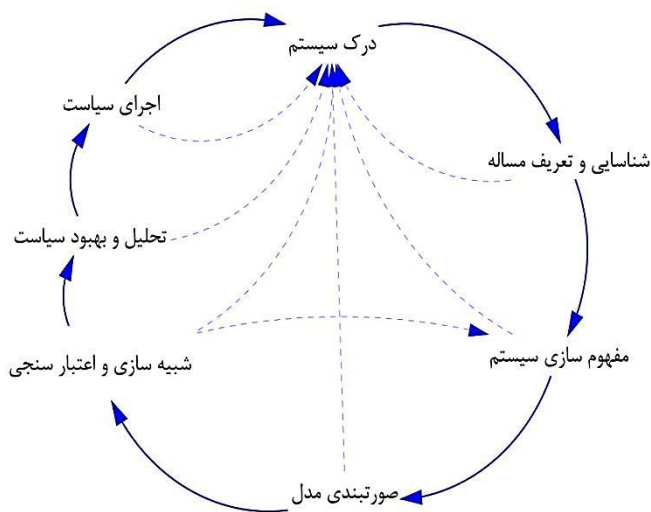 درک سیستم
اجرای سیاست
شناسایی و تعریف مساله
تحلیل و بهبود سیاست
مفهوم سازی سیستم
شبیه سازی و اعتبار سنجی
صورتبندی مدل